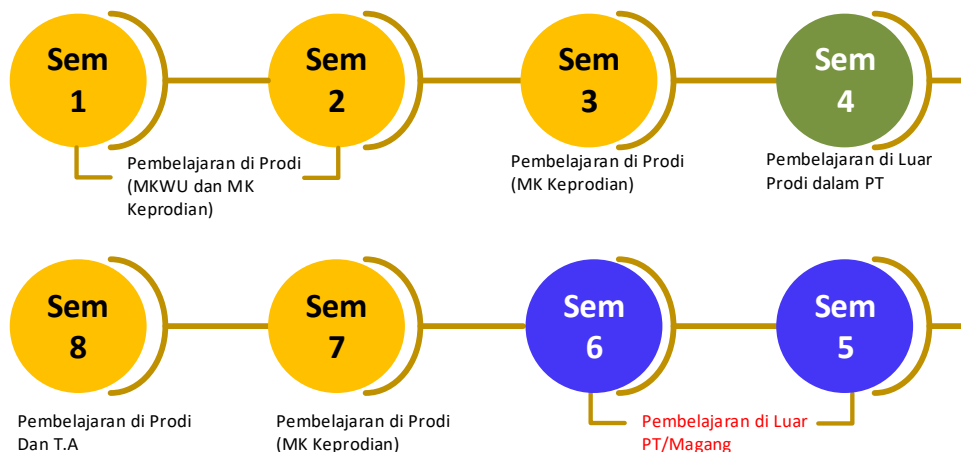 Sem
1
Sem
2
Sem
3
Sem
4
Pembelajaran di Prodi
(MKWU dan MK
Keprodian)
Pembelajaran di Prodi
(MK Keprodian)
Pembelajaran di Luar
Prodi dalam PT
Sem
8
Sem
7
Sem
6
Sem
5
Pembelajaran di Prodi
Dan T.A
Pembelajaran di Prodi
(MK Keprodian)
Pembelajaran di Luar
PT/Magang